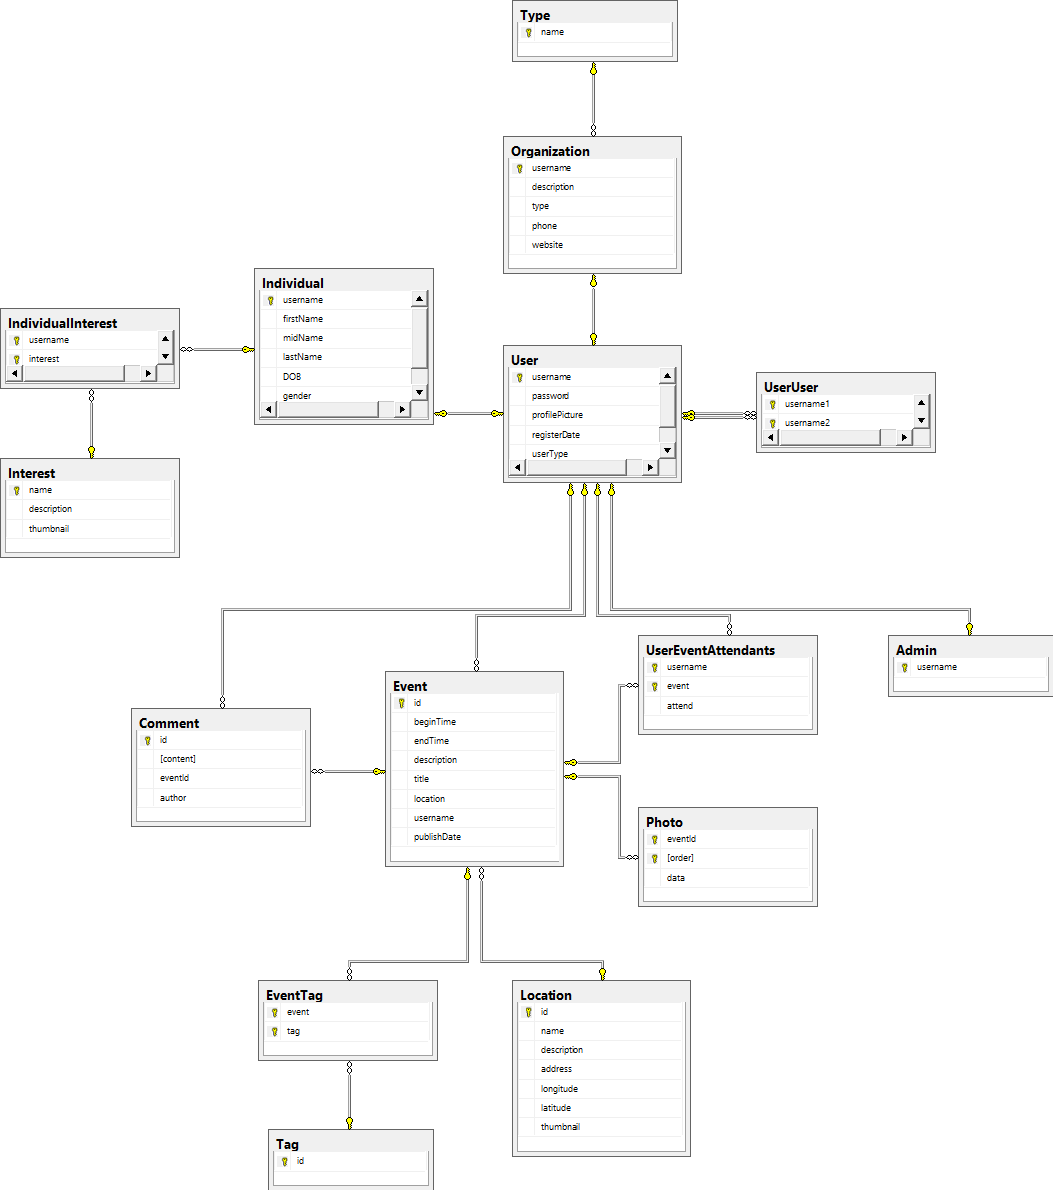 Type
name
Organization
username
description
type
phone
website
Individual
username
firstName
midName
lastName
DOB
gender
IndividualInterest
username
interest
User
username
password
profilePicture
registerDate
userType
UserUser
username1
username2
Interest
name
description
thumbnail
UserEventAttendants
username
event
attend
Admin
username
Event
id
beginTime
endTime
description
title
location
username
publishDate
Comment
id
[content]
eventId
author
Photo
eventId
[order]
data
EventTag
event
tag
Location
id
name
description
address
longitude
latitude
thumbnail
Tag
id